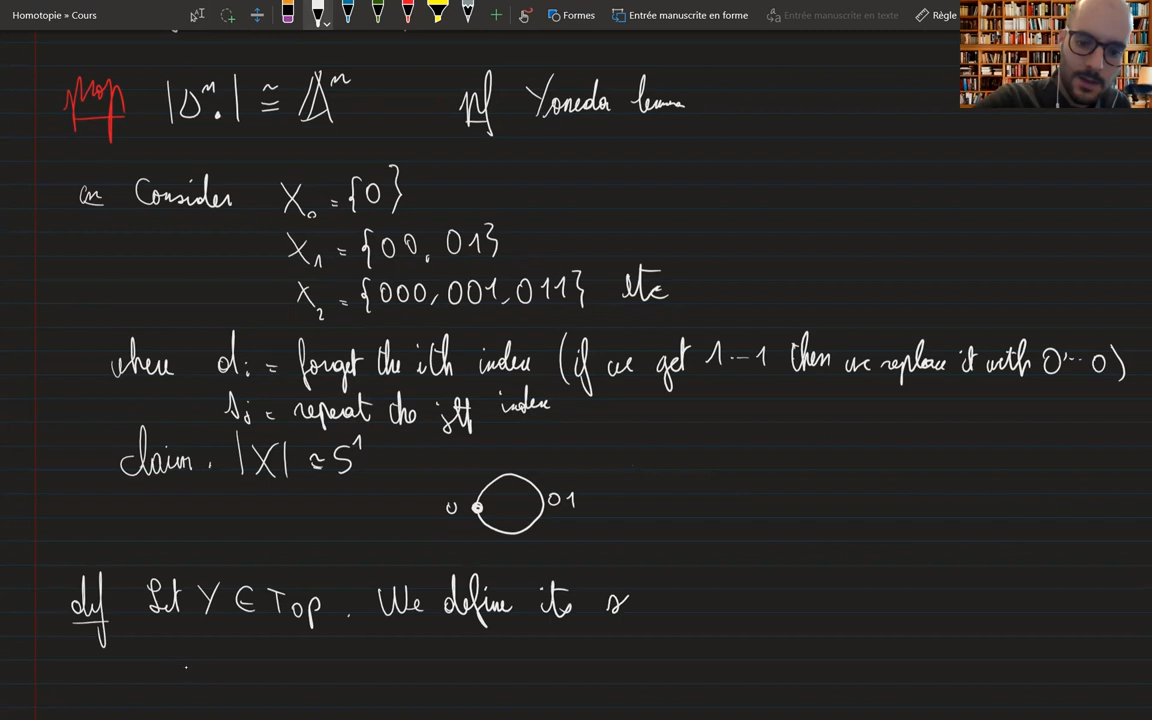 Homotopie » Cours
Formes
Entrée manuscrite en forme
Entrée manuscrite en texte
Règle
prop |Δⁿ•| ≅ Δⁿ pf Yoneda lemma
ex Consider X₀ = {0}
X₁ = {00, 01}
X₂ = {000, 001, 011} etc
where dᵢ = forget the ith index (if we get 1--1 then we replace it with 0...0)
sⱼ = repeat the jth index
claim. |X| ≃ S¹
0 01
def Let Y ∈ Top. We define its s